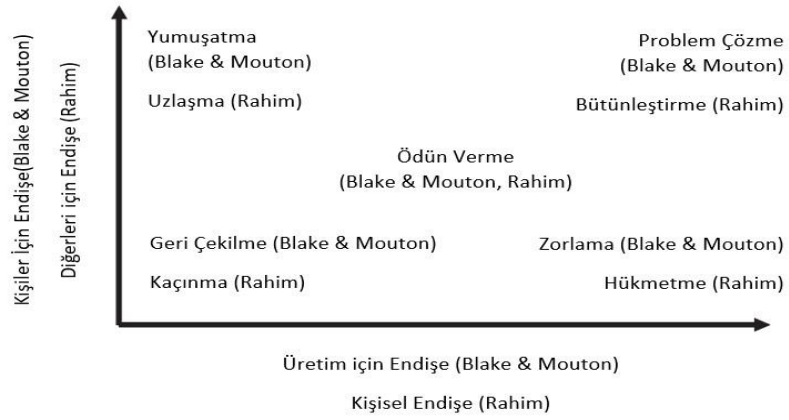 Kişiler İçin Endişe(Blake & Mouton)
Diğerleri için Endişe (Rahim)
Yumuşatma
(Blake & Mouton)
Uzlaşma (Rahim)
Problem Çözme
(Blake & Mouton)
Bütünleştirme (Rahim)
Ödün Verme
(Blake & Mouton, Rahim)
Geri Çekilme (Blake & Mouton)
Kaçınma (Rahim)
Zorlama (Blake & Mouton)
Hükmetme (Rahim)
Üretim için Endişe (Blake & Mouton)
Kişisel Endişe (Rahim)